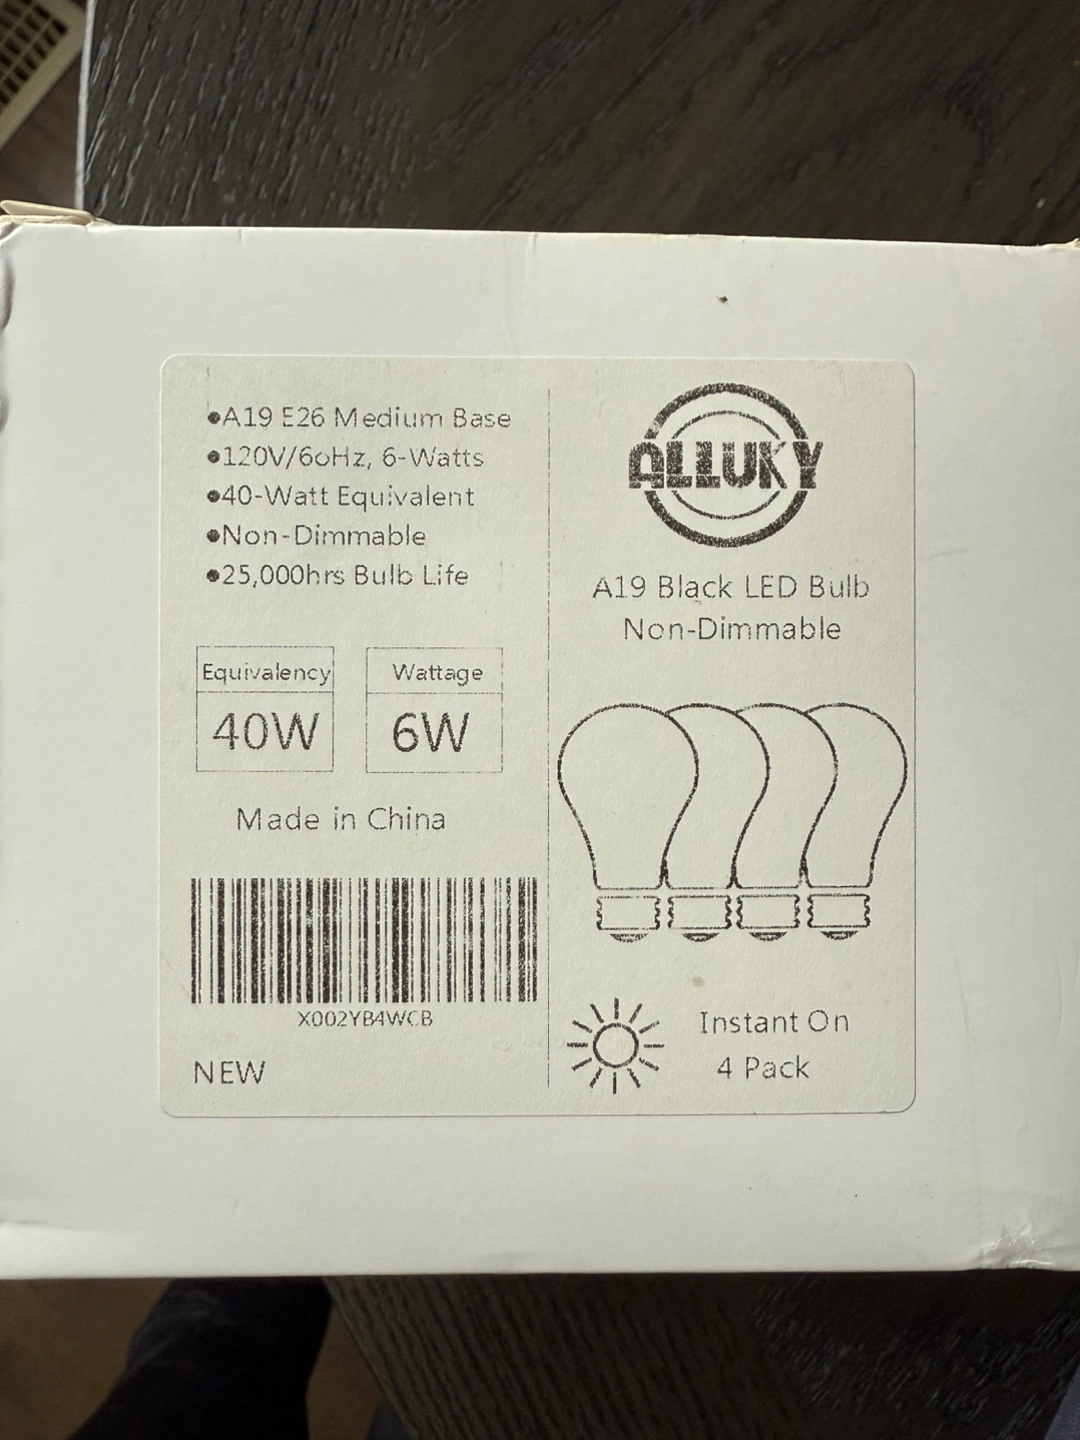 ●A19 E26 Medium Base
●120V/60Hz, 6-Watts
●40-Watt Equivalent
●Non-Dimmable
●25,000hrs Bulb Life
Equivalency
40W
Wattage
6W
Made in China
X002YB4WCB
NEW
ALLUKY
A19 Black LED Bulb
Non-Dimmable
Instant On
4 Pack